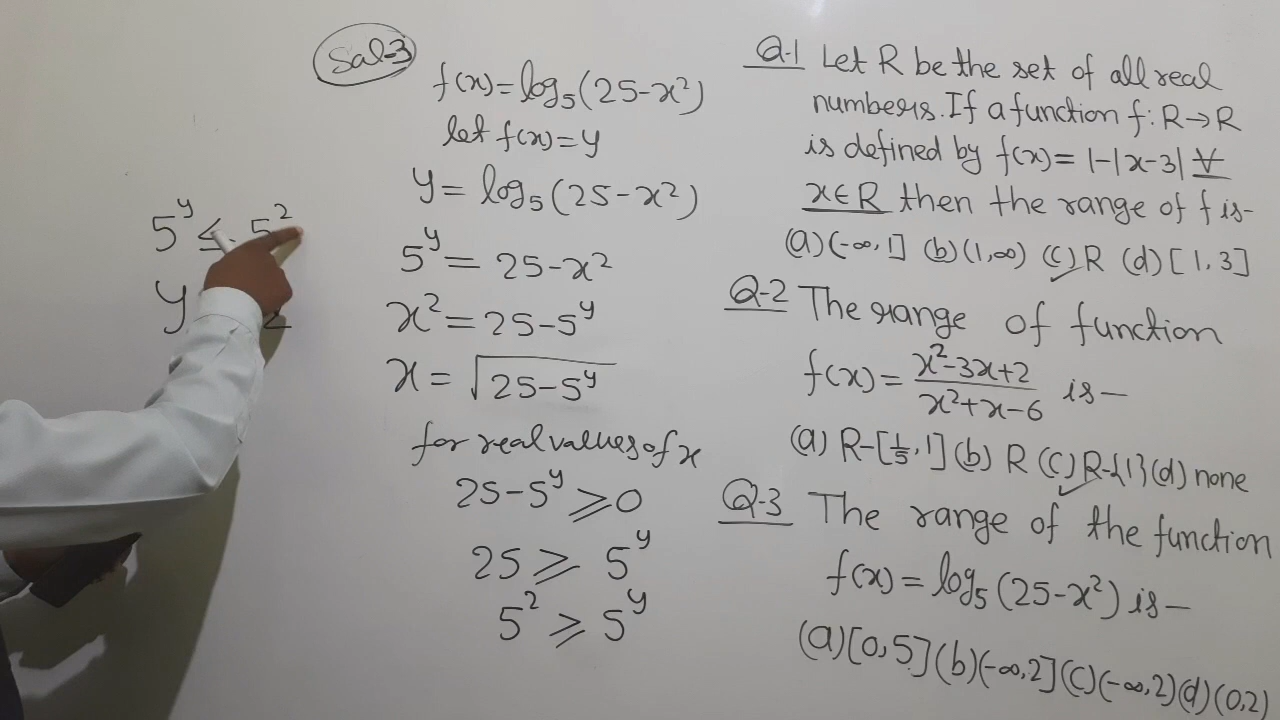 Sol-3
f(x)=log₅(25-x²)
let f(x)=y
y=log₅(25-x²)
5^y=25-x²
x²=25-5^y
x=√25-5^y
for real values of x
25-5^y⩾0
25⩾5^y
5²⩾5^y
5^y≤5²
y 2
Q-1 Let R be the set of all real
numbers. If a function f:R→R
is defined by f(x)=1-|x-3| ∀
x∈R then the range of f is-
(a)(-∞,1] (b)(1,∞) (c)R (d)[1,3]
Q-2 The range of function
f(x)=x²-3x+2/x²+x-6 is-
(a) R-[1/5,1] (b) R (c) R-{1} (d) none
Q-3 The range of the function
f(x)=log₅(25-x²) is-
(a)[0,5] (b)(-∞,2] (c)(-∞,2) (d)(0,2)